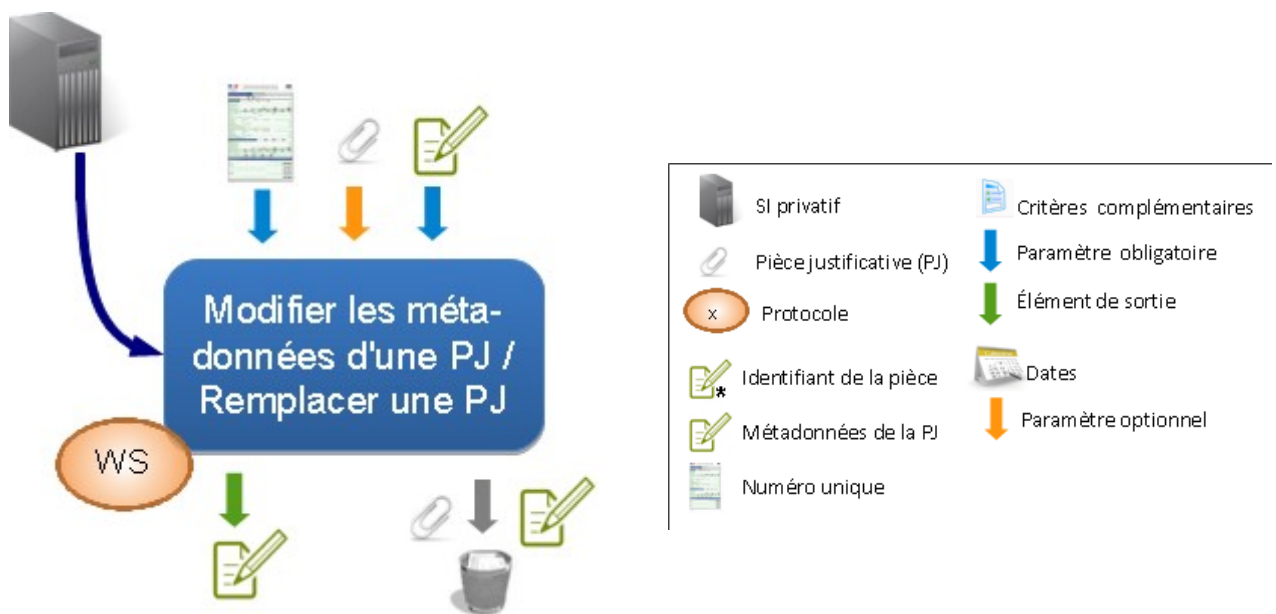 Modifier les méta-
données d'une PJ /
Remplacer une PJ
WS
SI privatif
Pièce justificative (PJ)
x
Protocole
*
Identifiant de la pièce
Métadonnées de la PJ
Numéro unique
Critères complémentaires
Paramètre obligatoire
Élément de sortie
Dates
Paramètre optionnel